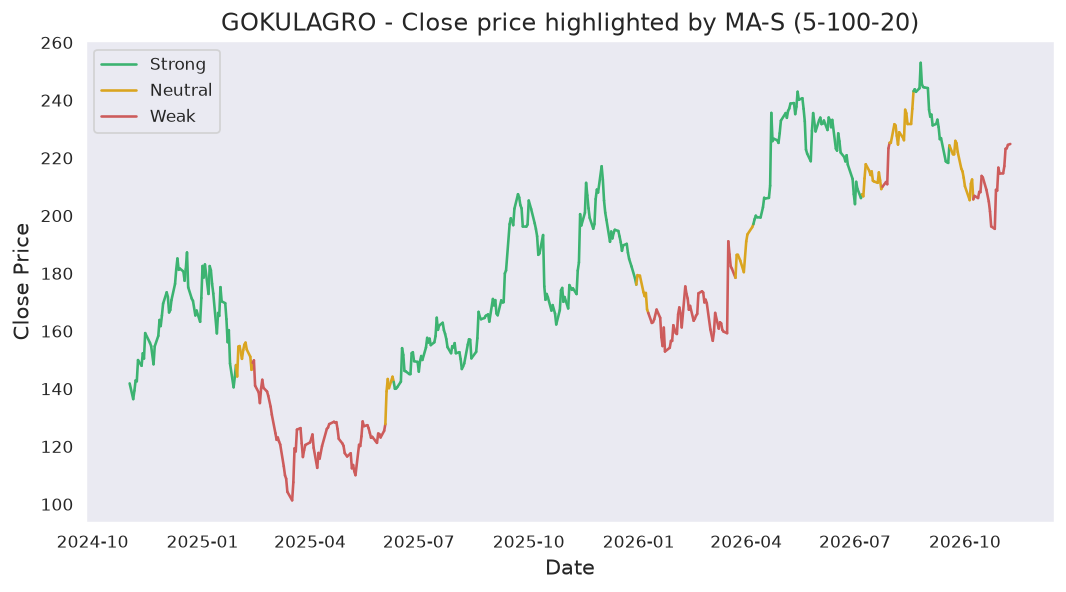 GOKULAGRO - Close price highlighted by MA-S (5-100-20)
Strong
Neutral
Weak
260
240
220
200
180
160
140
120
100
Close Price
2024-10 2025-01 2025-04 2025-07 2025-10 2026-01 2026-04 2026-07 2026-10
Date